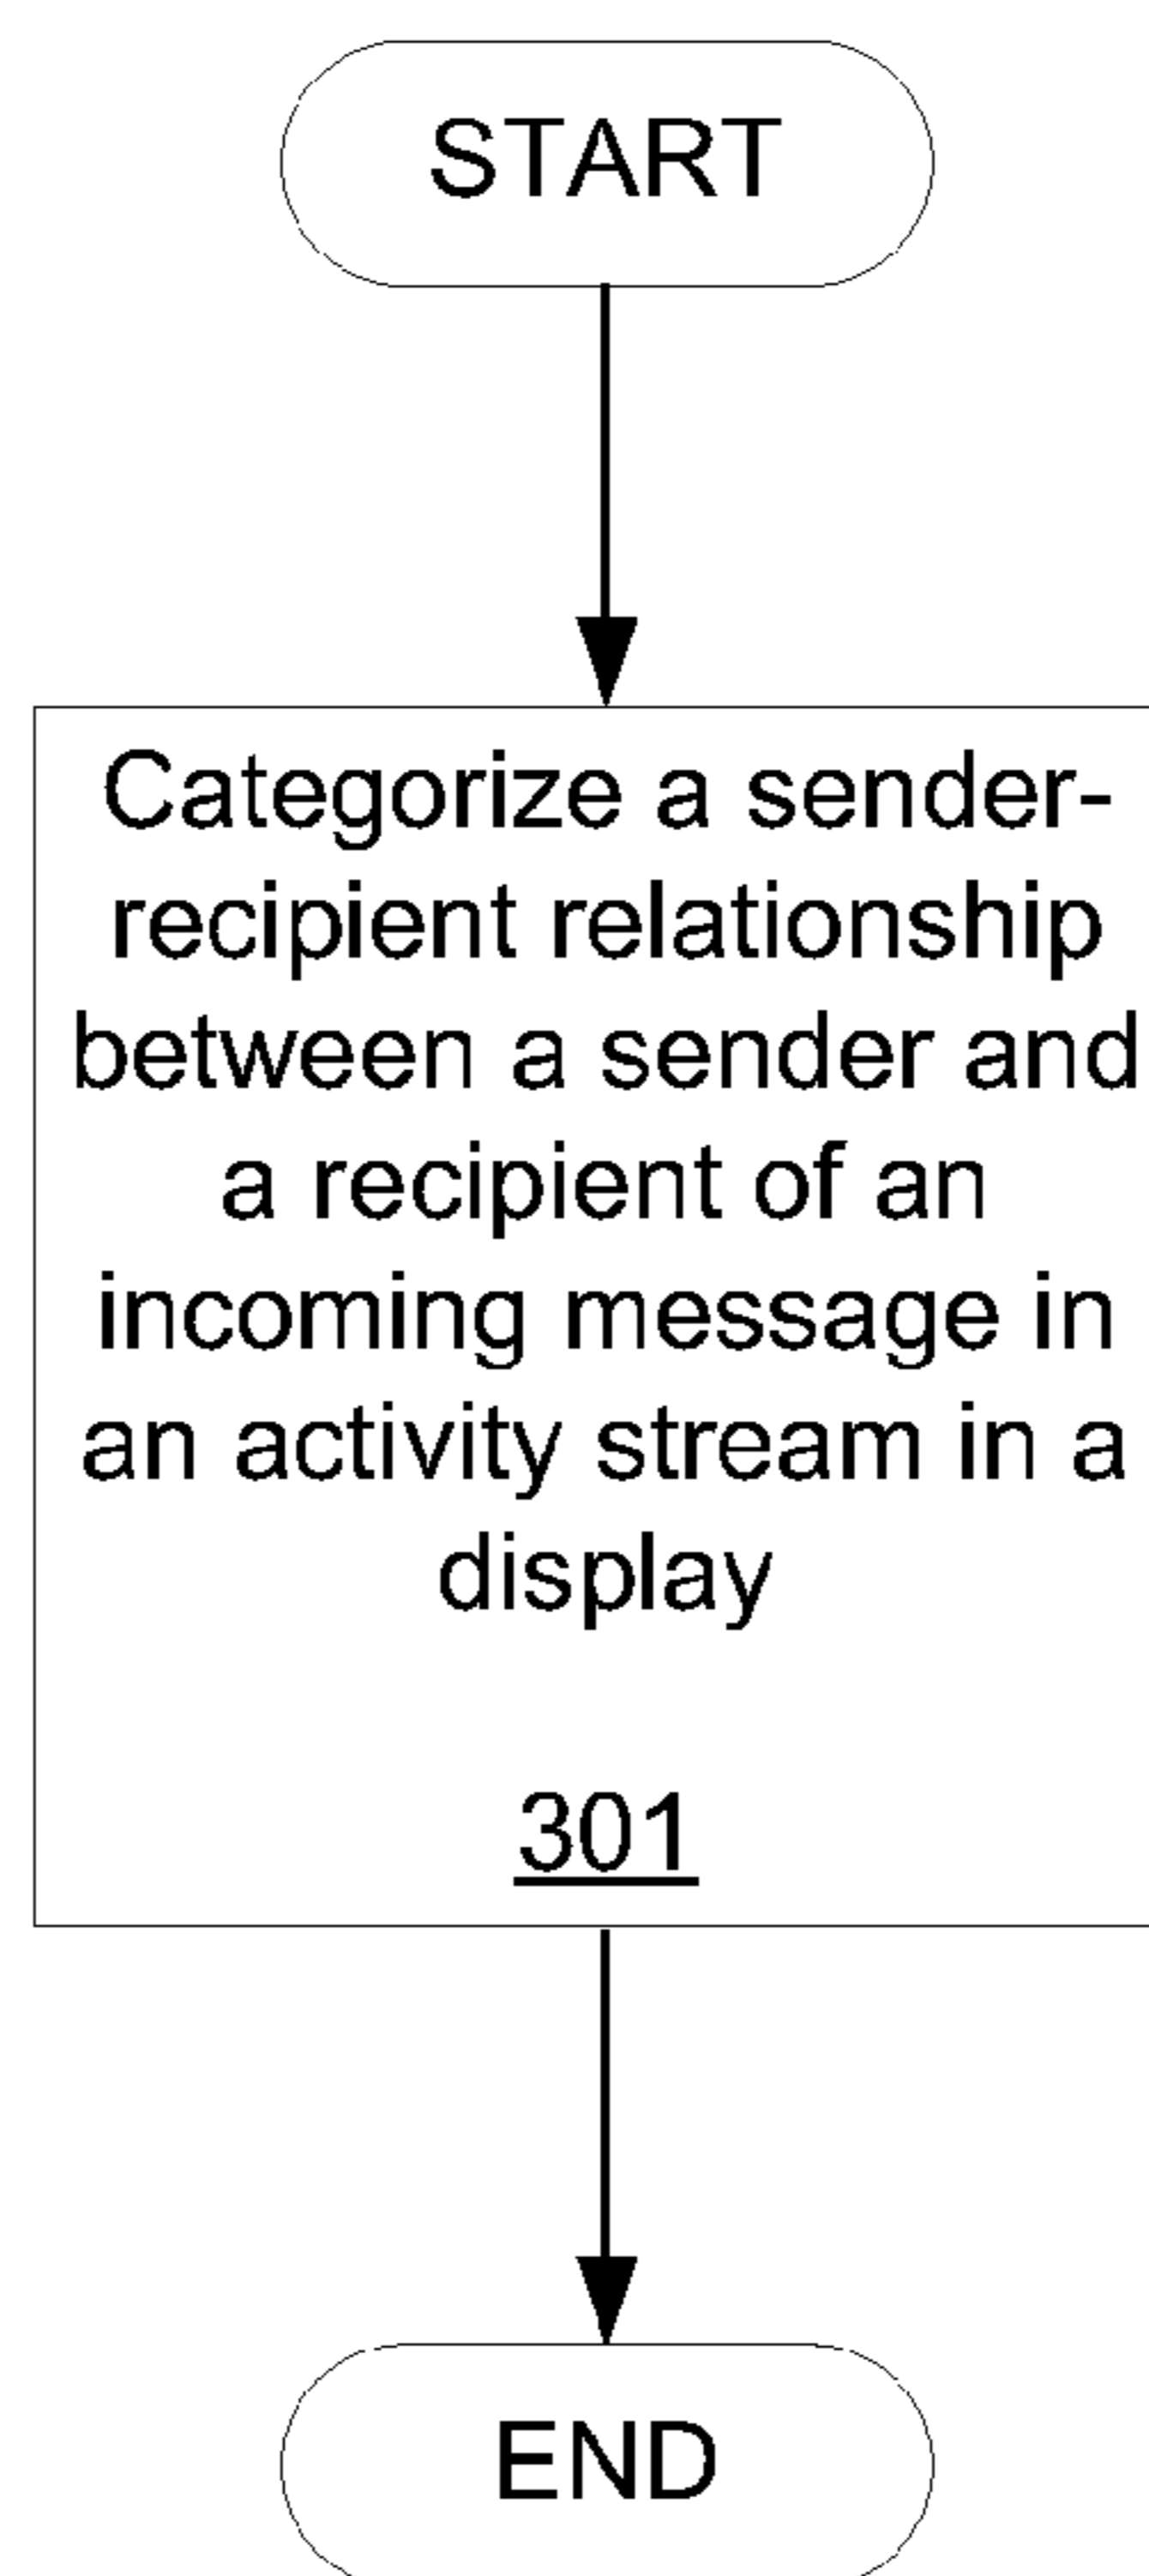 START
Categorize a sender-
recipient relationship
between a sender and
a recipient of an
incoming message in
an activity stream in a
display
301
END